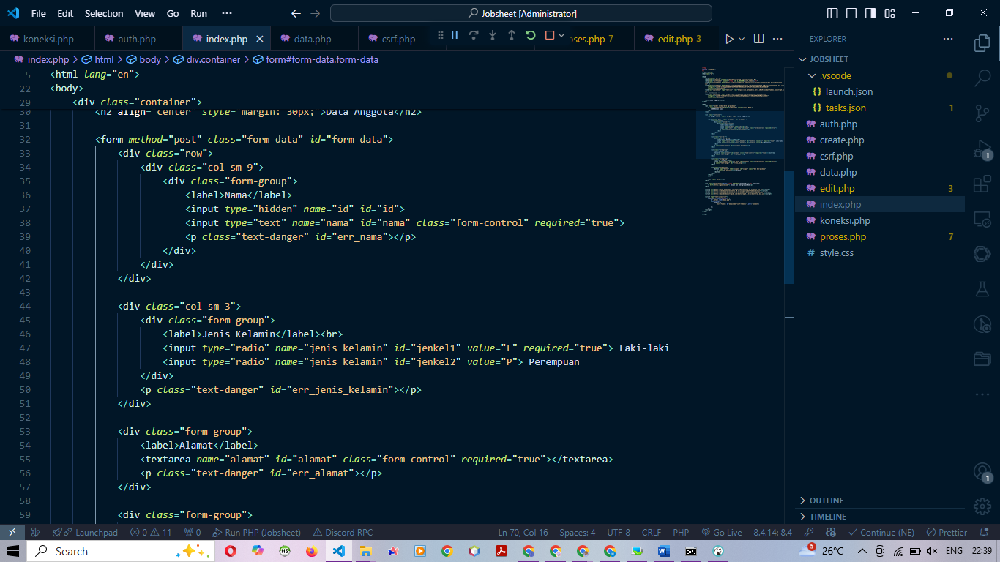 File Edit Selection View Go Run ··· Jobsheet [Administrator]
koneksi.php auth.php index.php data.php csrf.php oses.php 7 edit.php 3
index.php > html > body > div.container > form#form-data.form-data
5 <html lang="en">
22 <body>
29 <div class="container">
30 <h2 align="center" style="margin: 30px;">Data Anggota</h2>
31
32 <form method="post" class="form-data" id="form-data">
33 <div class="row">
34 <div class="col-sm-9">
35 <div class="form-group">
36 <label>Nama</label>
37 <input type="hidden" name="id" id="id">
38 <input type="text" name="nama" id="nama" class="form-control" required="true">
39 <p class="text-danger" id="err_nama"></p>
40 </div>
41 </div>
42 </div>
43
44 <div class="col-sm-3">
45 <div class="form-group">
46 <label>Jenis Kelamin</label><br>
47 <input type="radio" name="jenis_kelamin" id="jenkel1" value="L" required="true"> Laki-laki
48 <input type="radio" name="jenis_kelamin" id="jenkel2" value="P"> Perempuan
49 </div>
50 <p class="text-danger" id="err_jenis_kelamin"></p>
51 </div>
52
53 <div class="form-group">
54 <label>Alamat</label>
55 <textarea name="alamat" id="alamat" class="form-control" required="true"></textarea>
56 <p class="text-danger" id="err_alamat"></p>
57 </div>
58
59 <div class="form-group">
EXPLORER ···
JOBSHEET
.vscode
{} launch.json
{} tasks.json 1
auth.php
create.php
csrf.php
data.php
edit.php 3
index.php
koneksi.php
proses.php 7
# style.css
OUTLINE
TIMELINE
1
1
Launchpad 0 11 0 Run PHP (Jobsheet) Discord RPC Ln 70, Col 16 Spaces: 4 UTF-8 CRLF PHP Go Live 8.4.14: 8.4 Continue (NE) Prettier
Search 5 26°C ENG 22:39